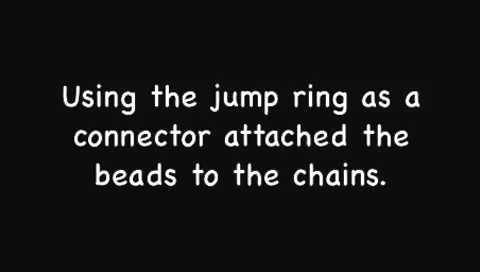 Using the jump ring as a
connector attached the
beads to the chains.